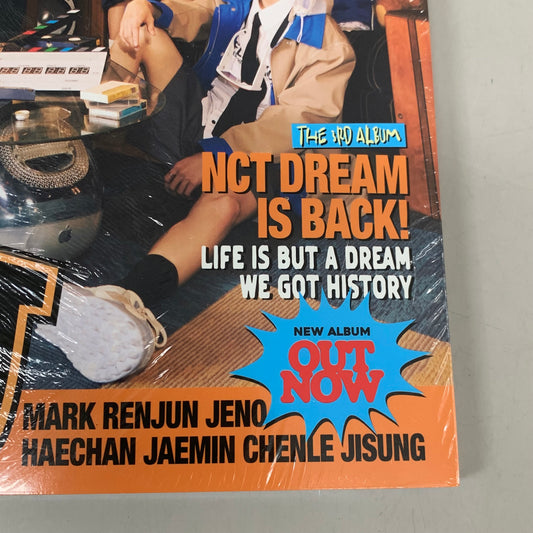 THE 3RD ALBUM
NCT DREAM
IS BACK!
LIFE IS BUT A DREAM
WE GOT HISTORY
NEW ALBUM
OUT
NOW
MARK RENJUN JENO
HAECHAN JAEMIN CHENLE JISUNG